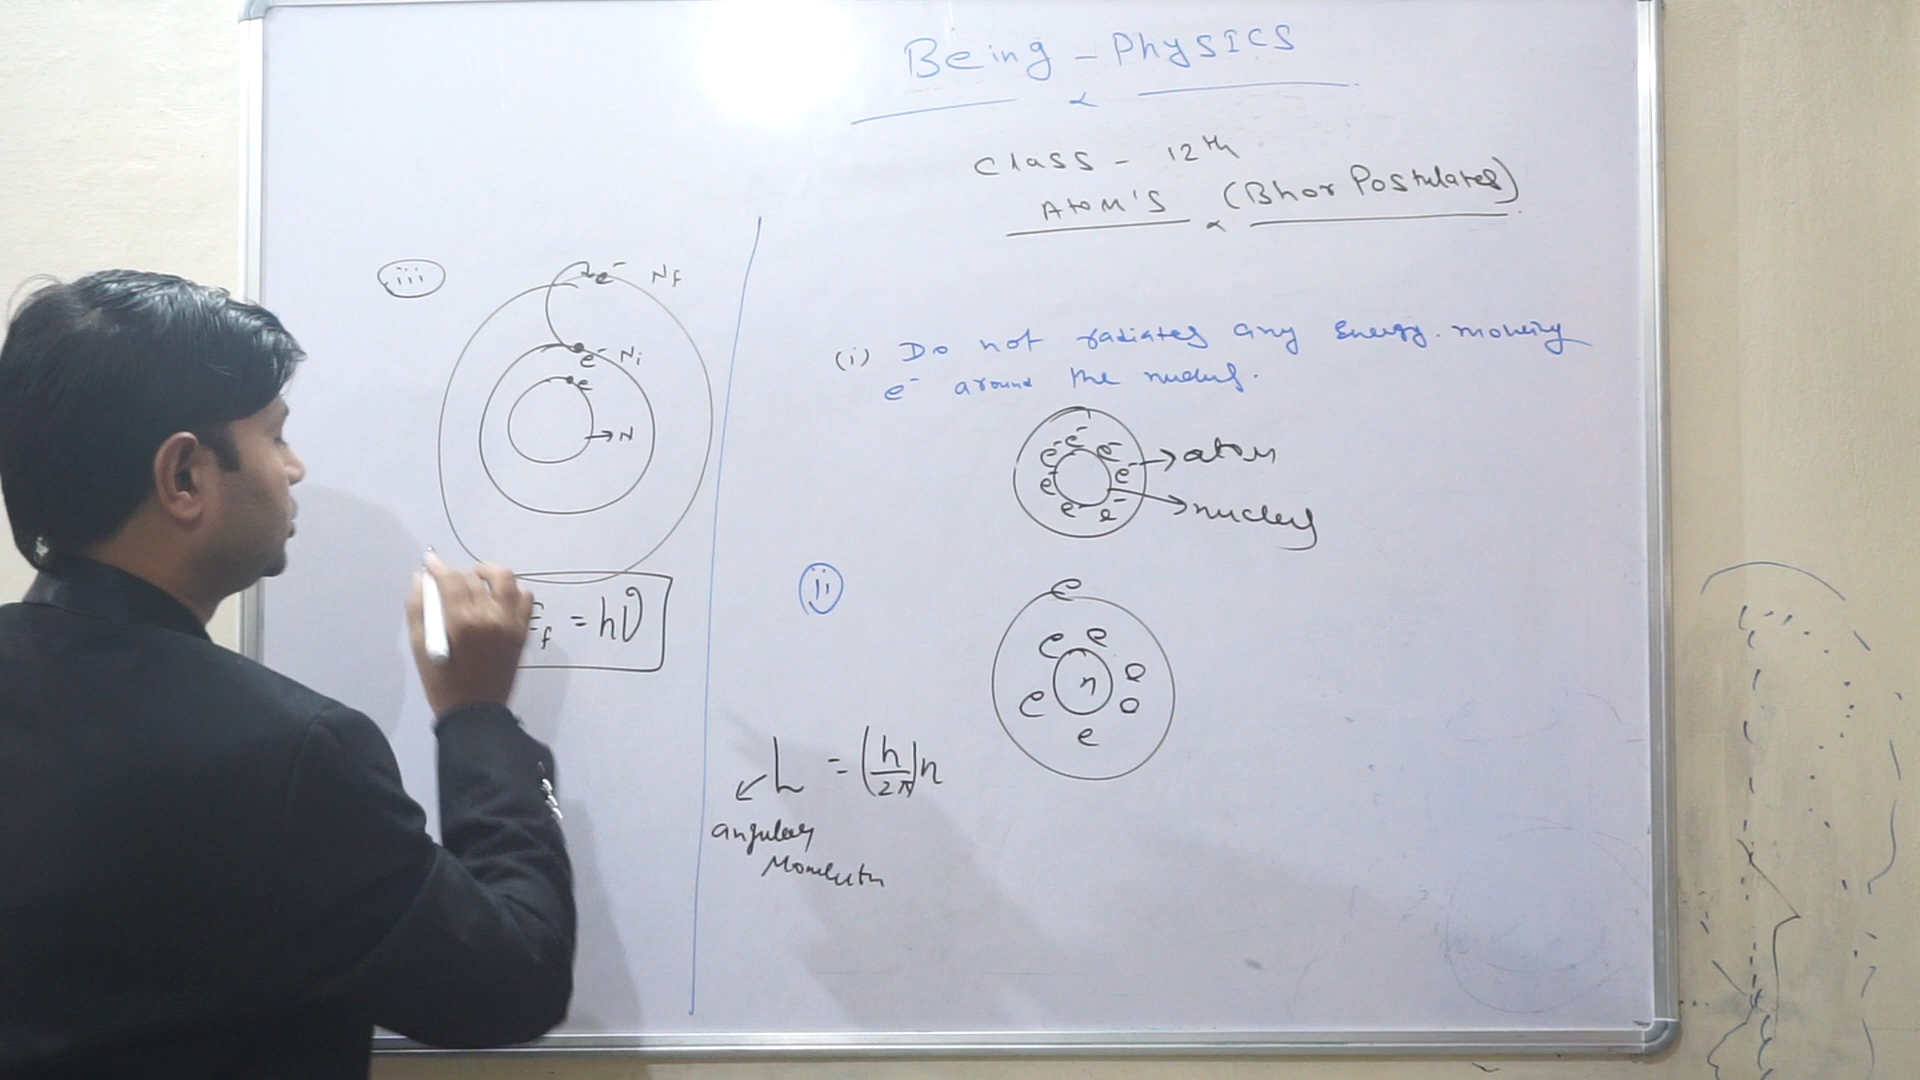 Being - Physics
Class - 12th
Atom's (Bhor Postulates)
(i) Do not radiates any Energy. moving
e⁻ around the nucleus.
e⁻ e⁻ e⁻ e⁻ e e e⁻
→ atom
→ nucleus
ii
e
e e
e n
e
L = (h/2π)n
angular
Momentum
iii
e⁻ Nf
e⁻ Ni
e
→ N
Ef = hν